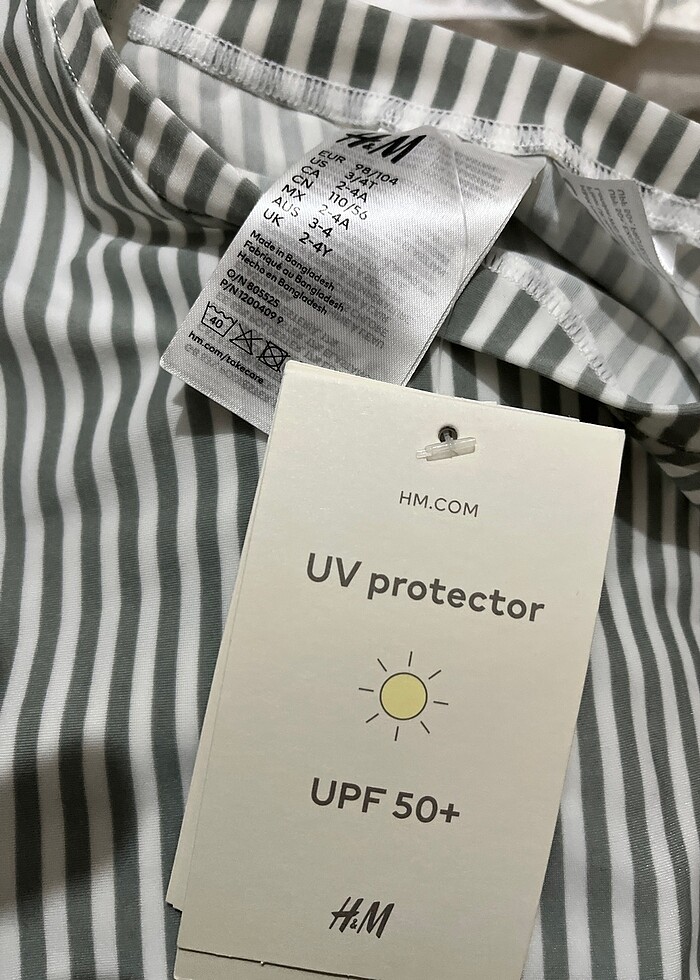 H&M
EUR 98/104
US 3/4T
CA 2-4A
CN 110/56
MX 2-4A
AUS 3-4
UK 2-4Y
Made in Bangladesh
Fabriqué au Bangladesh
Hecho en Bangladesh
O/N 805525
P/N1200409 9
40
hm.com/takecare
HM.COM
UV protector
UPF 50+
H&M